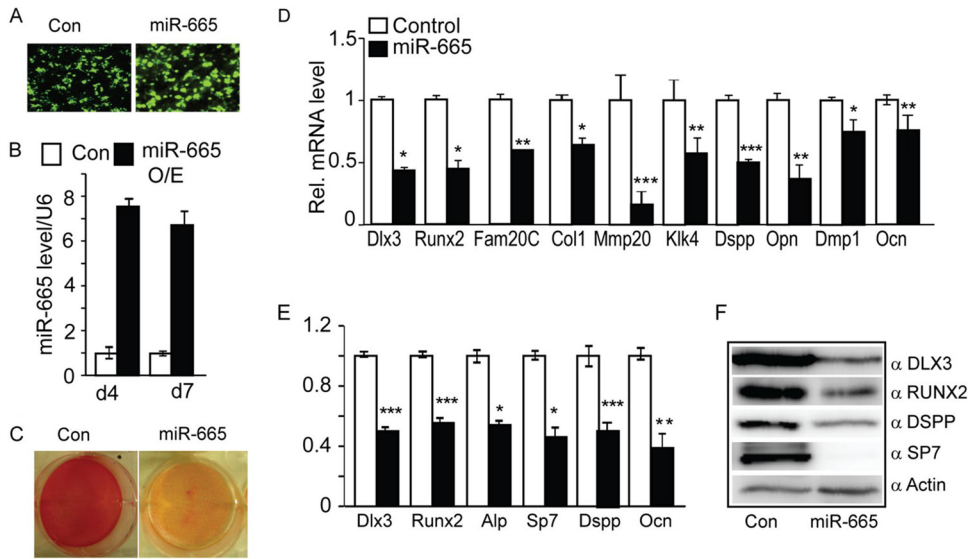 A
Con
miR-665
B
Con
miR-665
O/E
miR-665 level/U6
8
6
4
2
0
d4
d7
C
Con
miR-665
D
Control
miR-665
Rel. mRNA level
1.5
1
0.5
0
*
*
**
*
***
**
***
**
*
**
Dlx3 Runx2 Fam20C Col1 Mmp20 Klk4 Dspp Opn Dmp1 Ocn
E
1.2
0.8
0.4
0
***
***
*
*
***
**
Dlx3 Runx2 Alp Sp7 Dspp Ocn
F
α DLX3
α RUNX2
α DSPP
α SP7
α Actin
Con miR-665